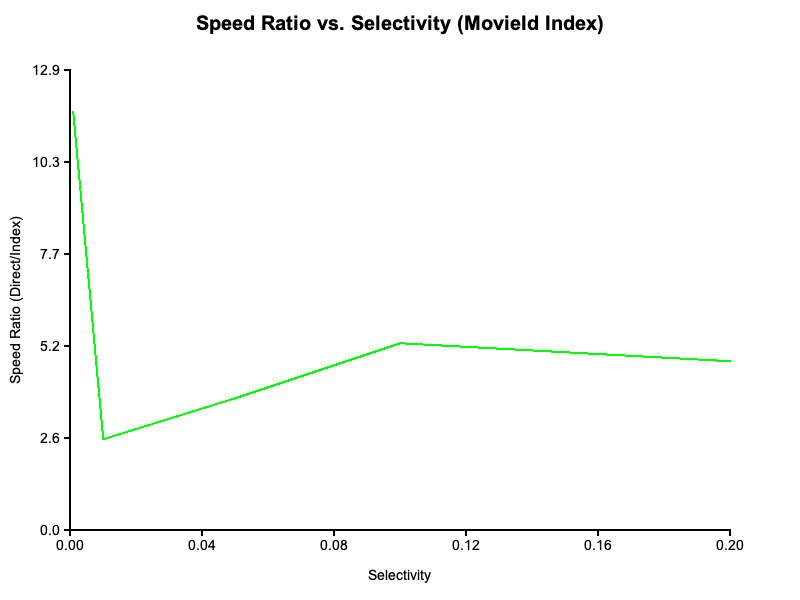 Speed Ratio vs. Selectivity (MovieId Index)
12.9
10.3
7.7
5.2
2.6
0.0
Speed Ratio (Direct/Index)
0.00 0.04 0.08 0.12 0.16 0.20
Selectivity